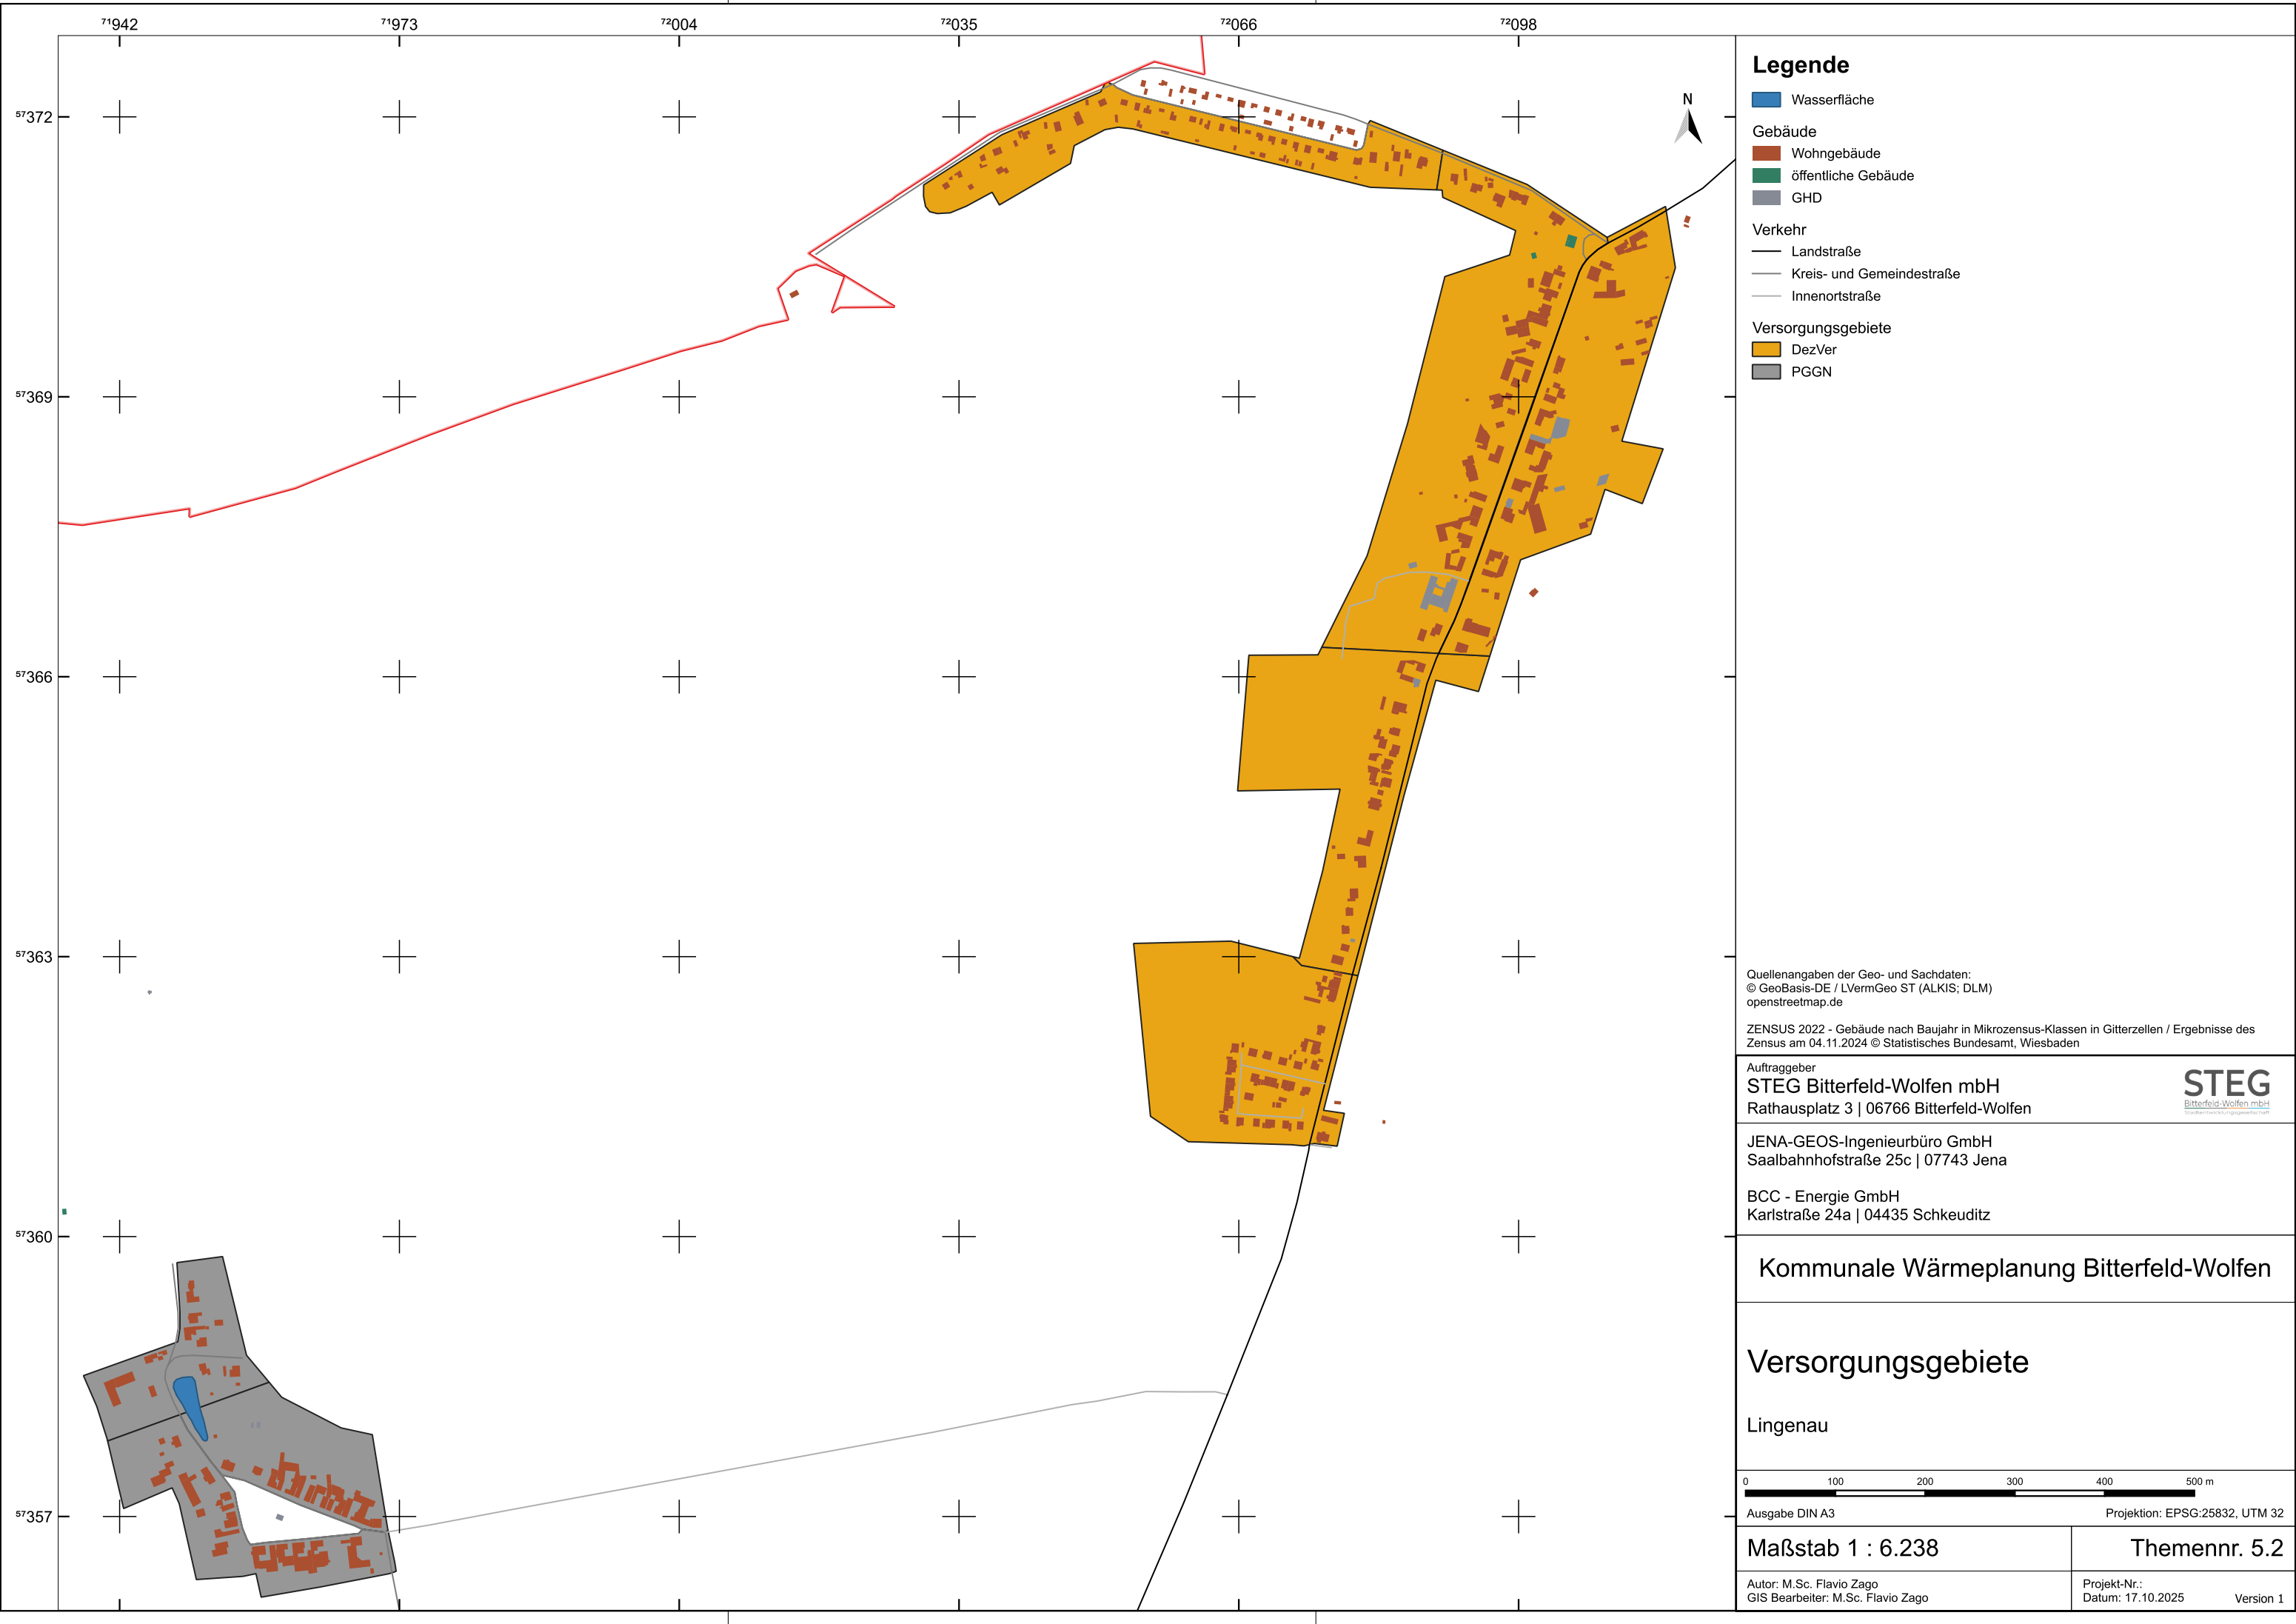 ⁷¹942
⁷¹973
⁷²004
⁷²035
⁷²066
⁷²098
⁵⁷372
⁵⁷369
⁵⁷366
⁵⁷363
⁵⁷360
⁵⁷357
N
Legende
Wasserfläche
Gebäude
Wohngebäude
öffentliche Gebäude
GHD
Verkehr
Landstraße
Kreis- und Gemeindestraße
Innenortstraße
Versorgungsgebiete
DezVer
PGGN
Quellenangaben der Geo- und Sachdaten:
© GeoBasis-DE / LVermGeo ST (ALKIS; DLM)
openstreetmap.de
ZENSUS 2022 - Gebäude nach Baujahr in Mikrozensus-Klassen in Gitterzellen / Ergebnisse des
Zensus am 04.11.2024 © Statistisches Bundesamt, Wiesbaden
Auftraggeber
STEG Bitterfeld-Wolfen mbH
Rathausplatz 3 | 06766 Bitterfeld-Wolfen
STEG
Bitterfeld-Wolfen mbH
Stadtentwicklungsgesellschaft
JENA-GEOS-Ingenieurbüro GmbH
Saalbahnhofstraße 25c | 07743 Jena
BCC - Energie GmbH
Karlstraße 24a | 04435 Schkeuditz
Kommunale Wärmeplanung Bitterfeld-Wolfen
Versorgungsgebiete
Lingenau
0 100 200 300 400 500 m
Ausgabe DIN A3
Projektion: EPSG:25832, UTM 32
Maßstab 1 : 6.238
Themennr. 5.2
Autor: M.Sc. Flavio Zago
GIS Bearbeiter: M.Sc. Flavio Zago
Projekt-Nr.:
Datum: 17.10.2025
Version 1